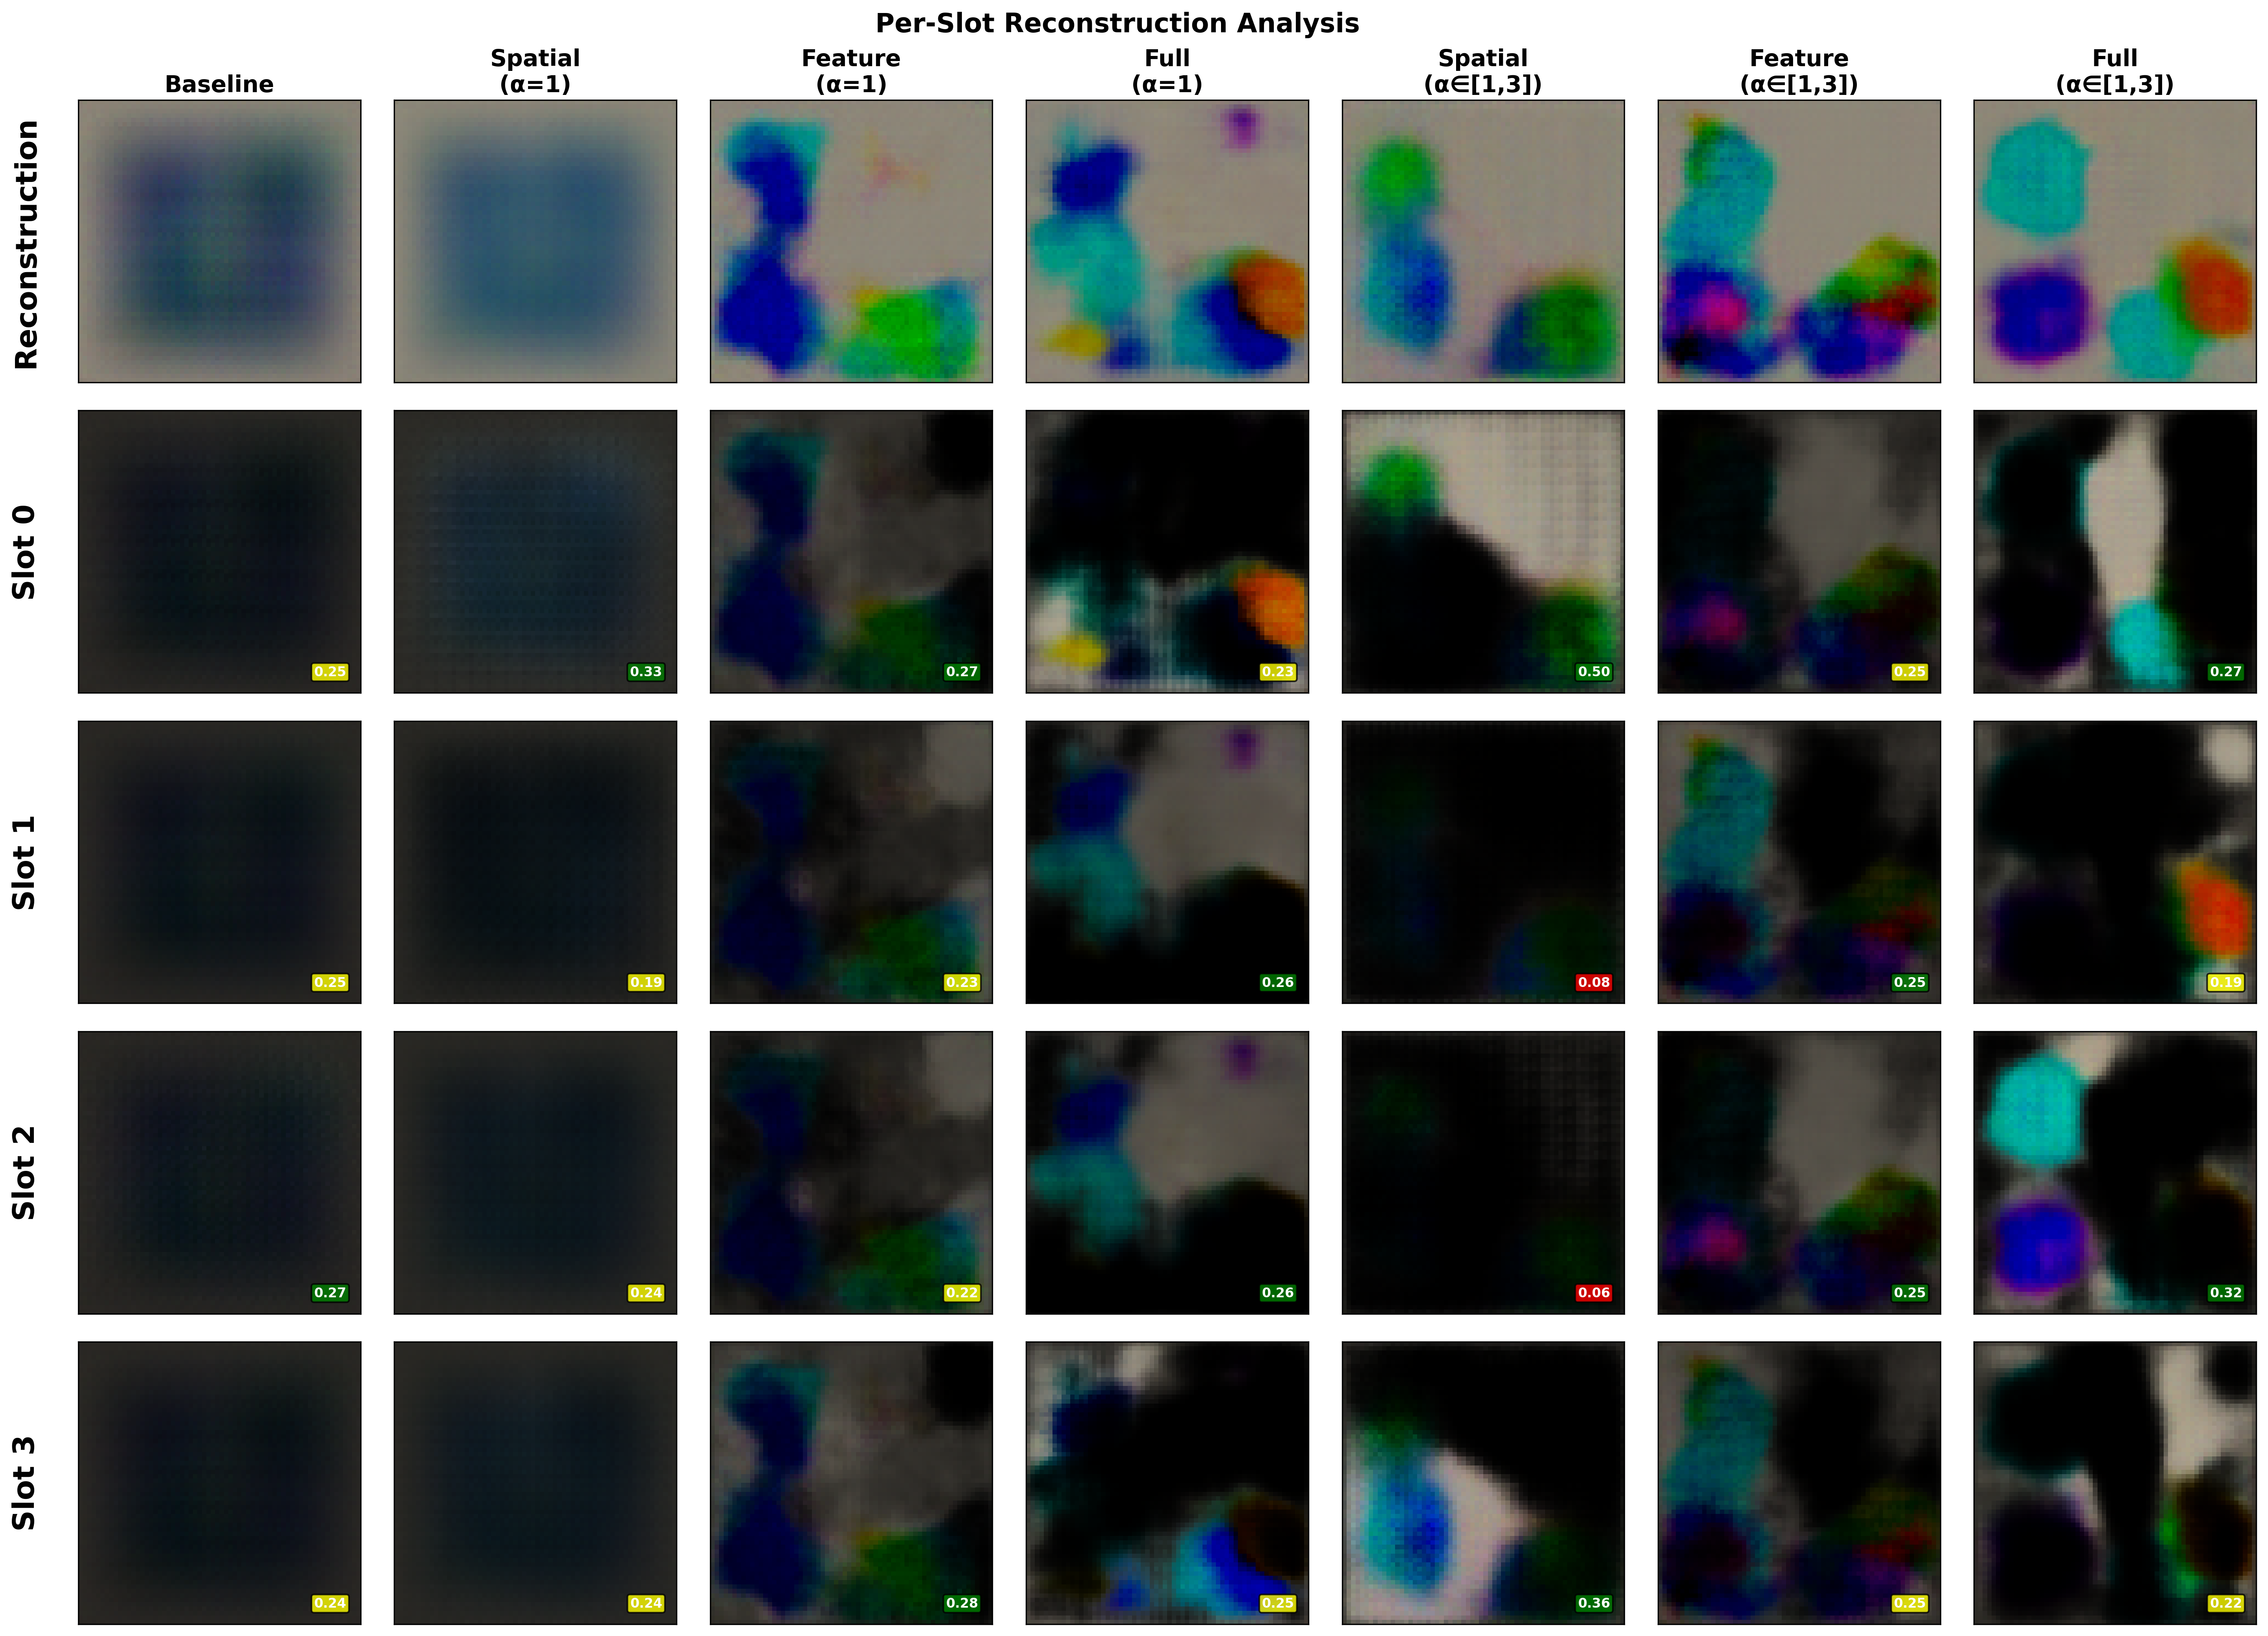 Per-Slot Reconstruction Analysis
Baseline
Spatial
(α=1)
Feature
(α=1)
Full
(α=1)
Spatial
(α∈[1,3])
Feature
(α∈[1,3])
Full
(α∈[1,3])
Reconstruction
Slot 0
0.25
0.33
0.27
0.23
0.50
0.25
0.27
Slot 1
0.25
0.19
0.23
0.26
0.08
0.25
0.19
Slot 2
0.27
0.24
0.22
0.26
0.06
0.25
0.32
Slot 3
0.24
0.24
0.28
0.25
0.36
0.25
0.22